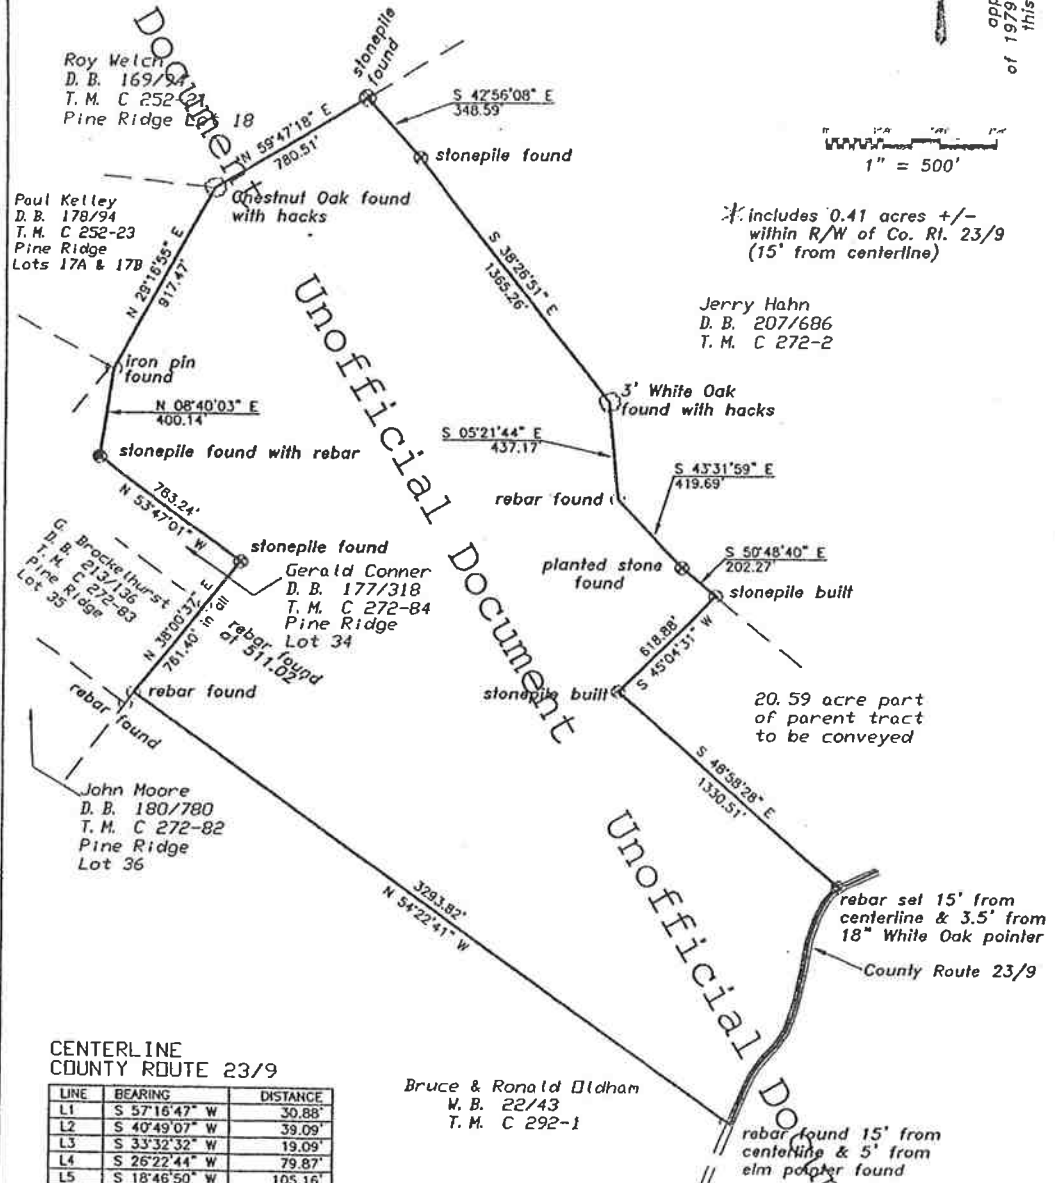 stonepile
found
app
of 1979
this
Roy Welch
D. B. 169/94
T. M. C 252-21
Pine Ridge Lot 18
N 59°47'18" E
780.51'
S 42°56'08" E
348.59'
stonepile found
1" = 500'
Chestnut Oak found
with hacks
Paul Kelley
D. B. 178/94
T. M. C 252-23
Pine Ridge
Lots 17A & 17B
N 29°16'55" E
917.47'
includes 0.41 acres +/-
within R/W of Co. Rt. 23/9
(15' from centerline)
S 38°26'51" E
1365.26'
Jerry Hahn
D. B. 207/686
T. M. C 272-2
iron pin
found
N 08°40'03" E
400.14'
3' White Oak
found with hacks
S 05°21'44" E
437.17'
stonepile found with rebar
S 43°31'59" E
419.69'
rebar found
783.24'
N 53°47'01" W
stonepile found
planted stone
found
S 50°48'40" E
202.27'
stonepile built
G. Brockelhurst
D. B. 213/136
T. M. C 272-83
Pine Ridge
Lot 35
Gerald Conner
D. B. 177/318
T. M. C 272-84
Pine Ridge
Lot 34
N 38°00'37" E
761.40' in all
rebar found
at 511.02'
618.88'
S 45°04'31" W
rebar found
rebar found
stonepile built
20.59 acre part
of parent tract
to be conveyed
S 48°58'28" E
1330.51'
John Moore
D. B. 180/780
T. M. C 272-82
Pine Ridge
Lot 36
3293.82'
N 54°22'41" W
rebar set 15' from
centerline & 3.5' from
18" White Oak pointer
County Route 23/9
CENTERLINE
COUNTY ROUTE 23/9
LINE BEARING DISTANCE
L1 S 57°16'47" W 30.88'
L2 S 40°49'07" W 39.09'
L3 S 33°32'32" W 19.09'
L4 S 26°22'44" W 79.87'
L5 S 18°46'50" W 105.16'
Bruce & Ronald Oldham
W. B. 22/43
T. M. C 292-1
rebar found 15' from
centerline & 5' from
elm pointer found
Document
Unofficial Document
Unofficial Doc